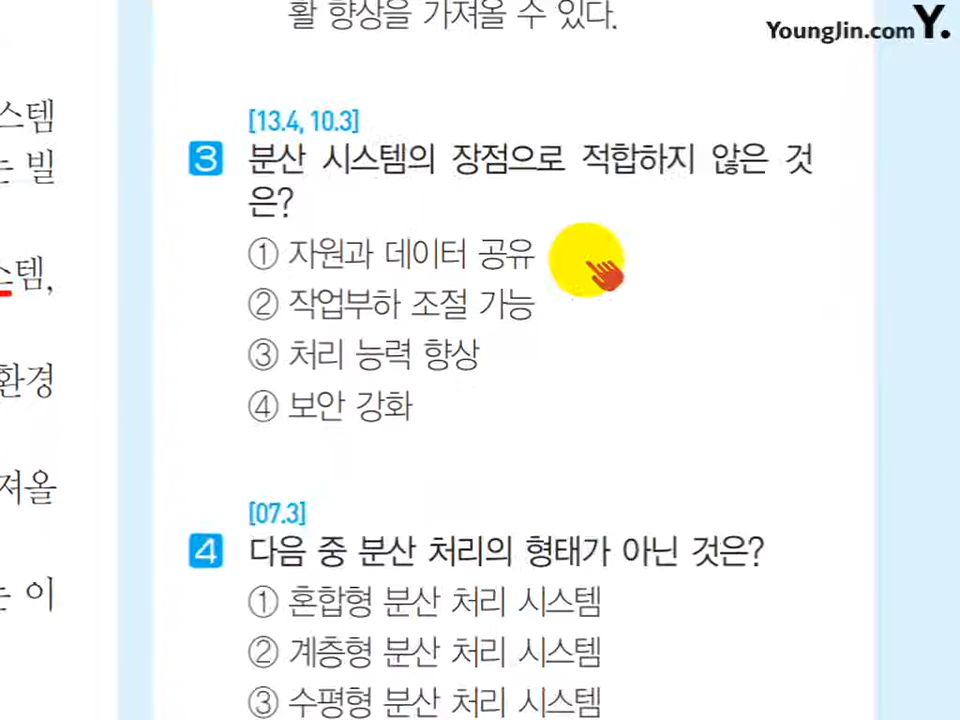 활 향상을 가져올 수 있다.
YoungJin.com Y.
스템
는 빌
스템,
환경
져올
는 이
[13.4, 10.3]
3 분산 시스템의 장점으로 적합하지 않은 것
은?
① 자원과 데이터 공유
② 작업부하 조절 가능
③ 처리 능력 향상
④ 보안 강화
[07.3]
4 다음 중 분산 처리의 형태가 아닌 것은?
① 혼합형 분산 처리 시스템
② 계층형 분산 처리 시스템
③ 수평형 분산 처리 시스템